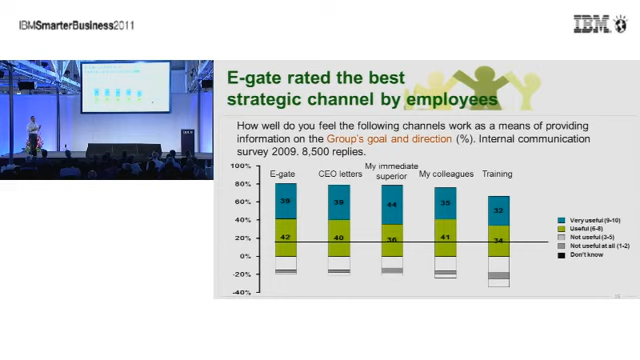 IBMSmarterBusiness2011
IBM
E-gate rated the best
strategic channel by employees
How well do you feel the following channels work as a means of providing
information on the Group's goal and direction (%). Internal communication
survey 2009. 8,500 replies.
100%
80%
60%
40%
20%
0%
-20%
-40%
E-gate
CEO letters
My immediate
superior
My colleagues
Training
39
39
44
35
32
42
40
36
41
34
Very useful (9-10)
Useful (6-8)
Not useful (3-5)
Not useful at all (1-2)
Don't know